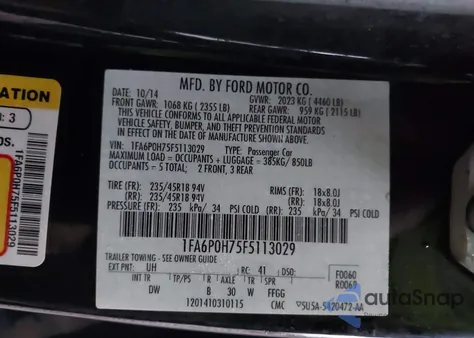 MFD. BY FORD MOTOR CO.
DATE: 10/14 GVWR: 2023 KG ( 4460 LB)
FRONT GAWR: 1068 KG ( 2355 LB) REAR GAWR: 959 KG ( 2115 LB)
THIS VEHICLE CONFORMS TO ALL APPLICABLE FEDERAL MOTOR
VEHICLE SAFETY, BUMPER, AND THEFT PREVENTION STANDARDS IN
EFFECT ON THE DATE OF MANUFACTURE SHOWN ABOVE.
VIN: 1FA6P0H75F5113029 TYPE: Passenger Car
MAXIMUM LOAD= OCCUPANTS + LUGGAGE = 385KG/850LB
OCCUPANTS = 5 TOTAL; 2 FRONT, 3 REAR
TIRE (FR): 235/45R18 94V RIMS (FR): 18x8.0J
(RR): 235/45R18 94V (RR): 18x8.0J
PRESSURE (FR): 235 kPa/ 34 PSI COLD (RR): 235 kPa/ 34 PSI COLD
1FA6P0H75F5113029
TRAILER TOWING - SEE OWNER GUIDE
EXT PNT: UH RC: 41 DSO: F0060
R0060
INT TR TP/PS R AXLE TR SPR
DW B 30 W FFGG
1201410310115 CMC 5U5A-5420472-AA
ATION
: 3
bs.
1FA6P0H75F5113029
AutoSnap